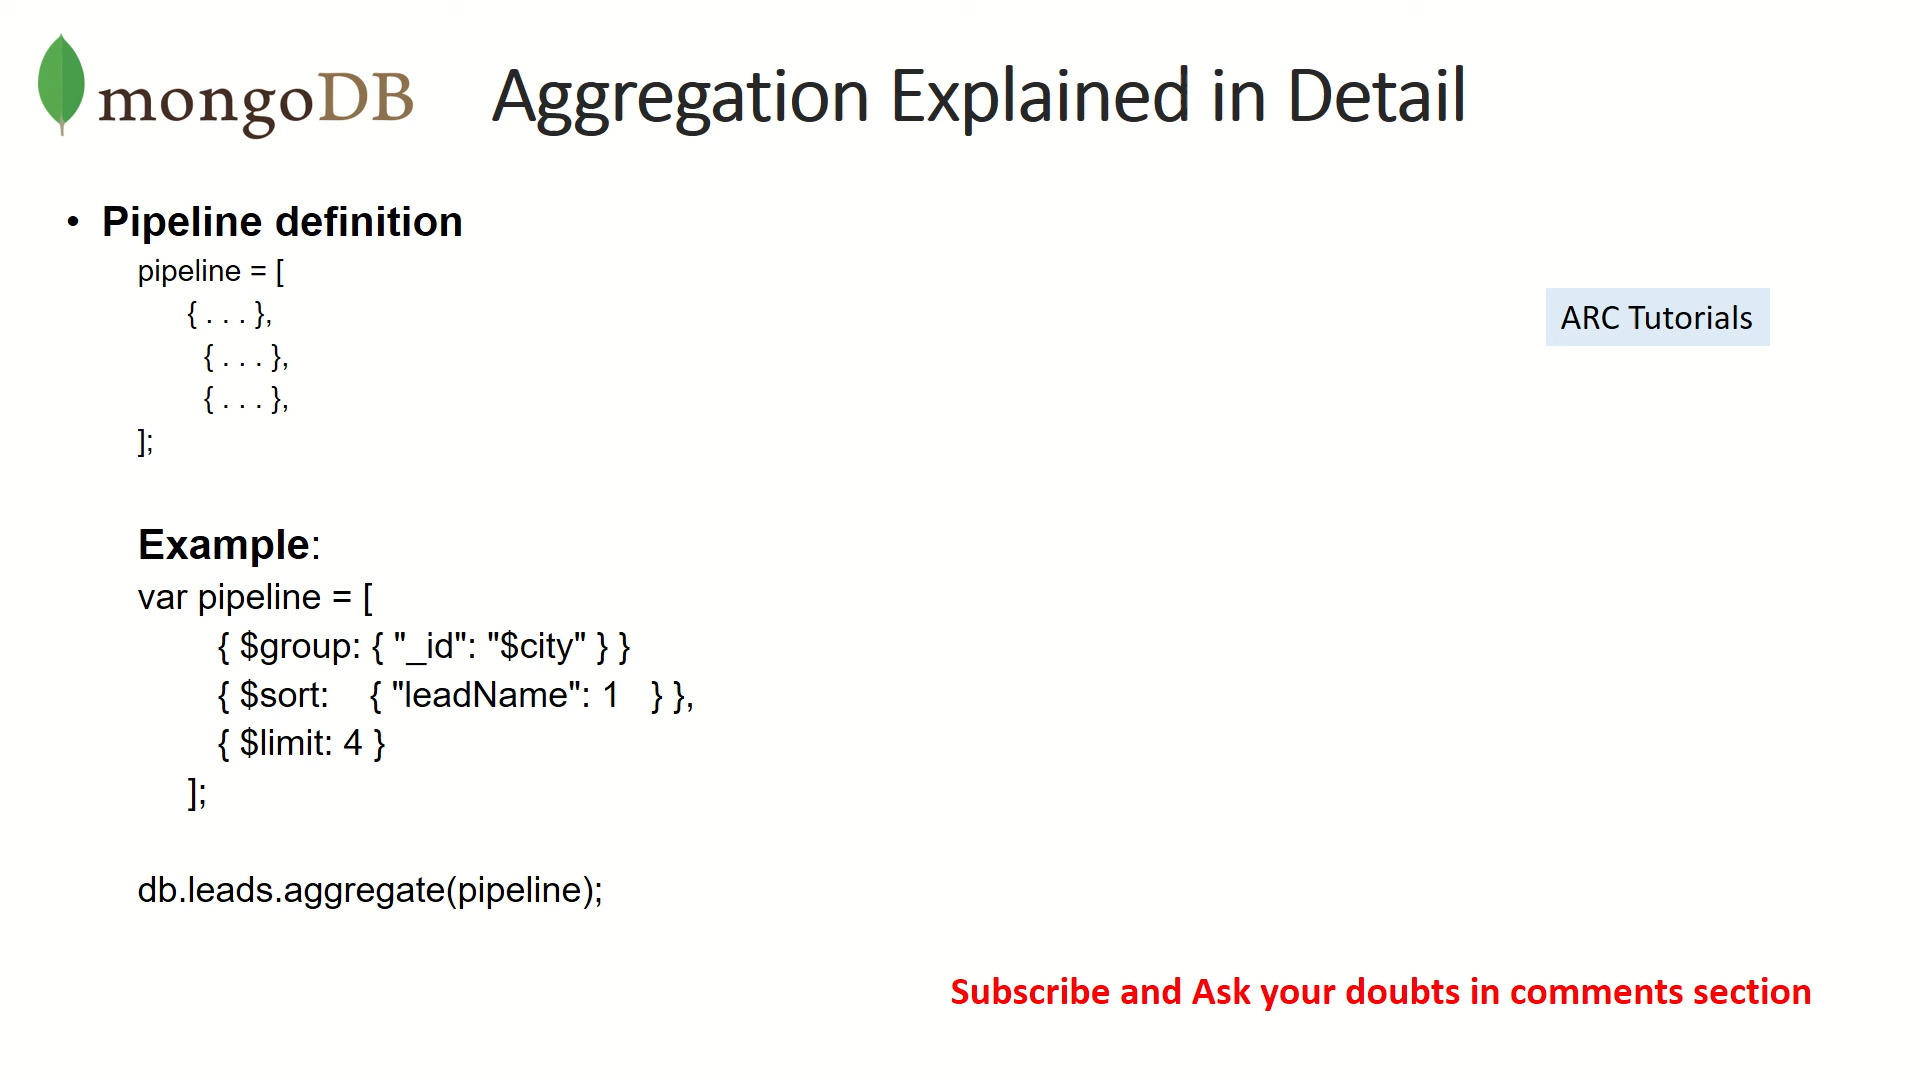 mongoDB
Aggregation Explained in Detail
• Pipeline definition
pipeline = [
{ . . . },
{ . . . },
{ . . . },
];
ARC Tutorials
Example:
var pipeline = [
{ $group: { "_id": "$city" } }
{ $sort: { "leadName": 1 } },
{ $limit: 4 }
];
db.leads.aggregate(pipeline);
Subscribe and Ask your doubts in comments section